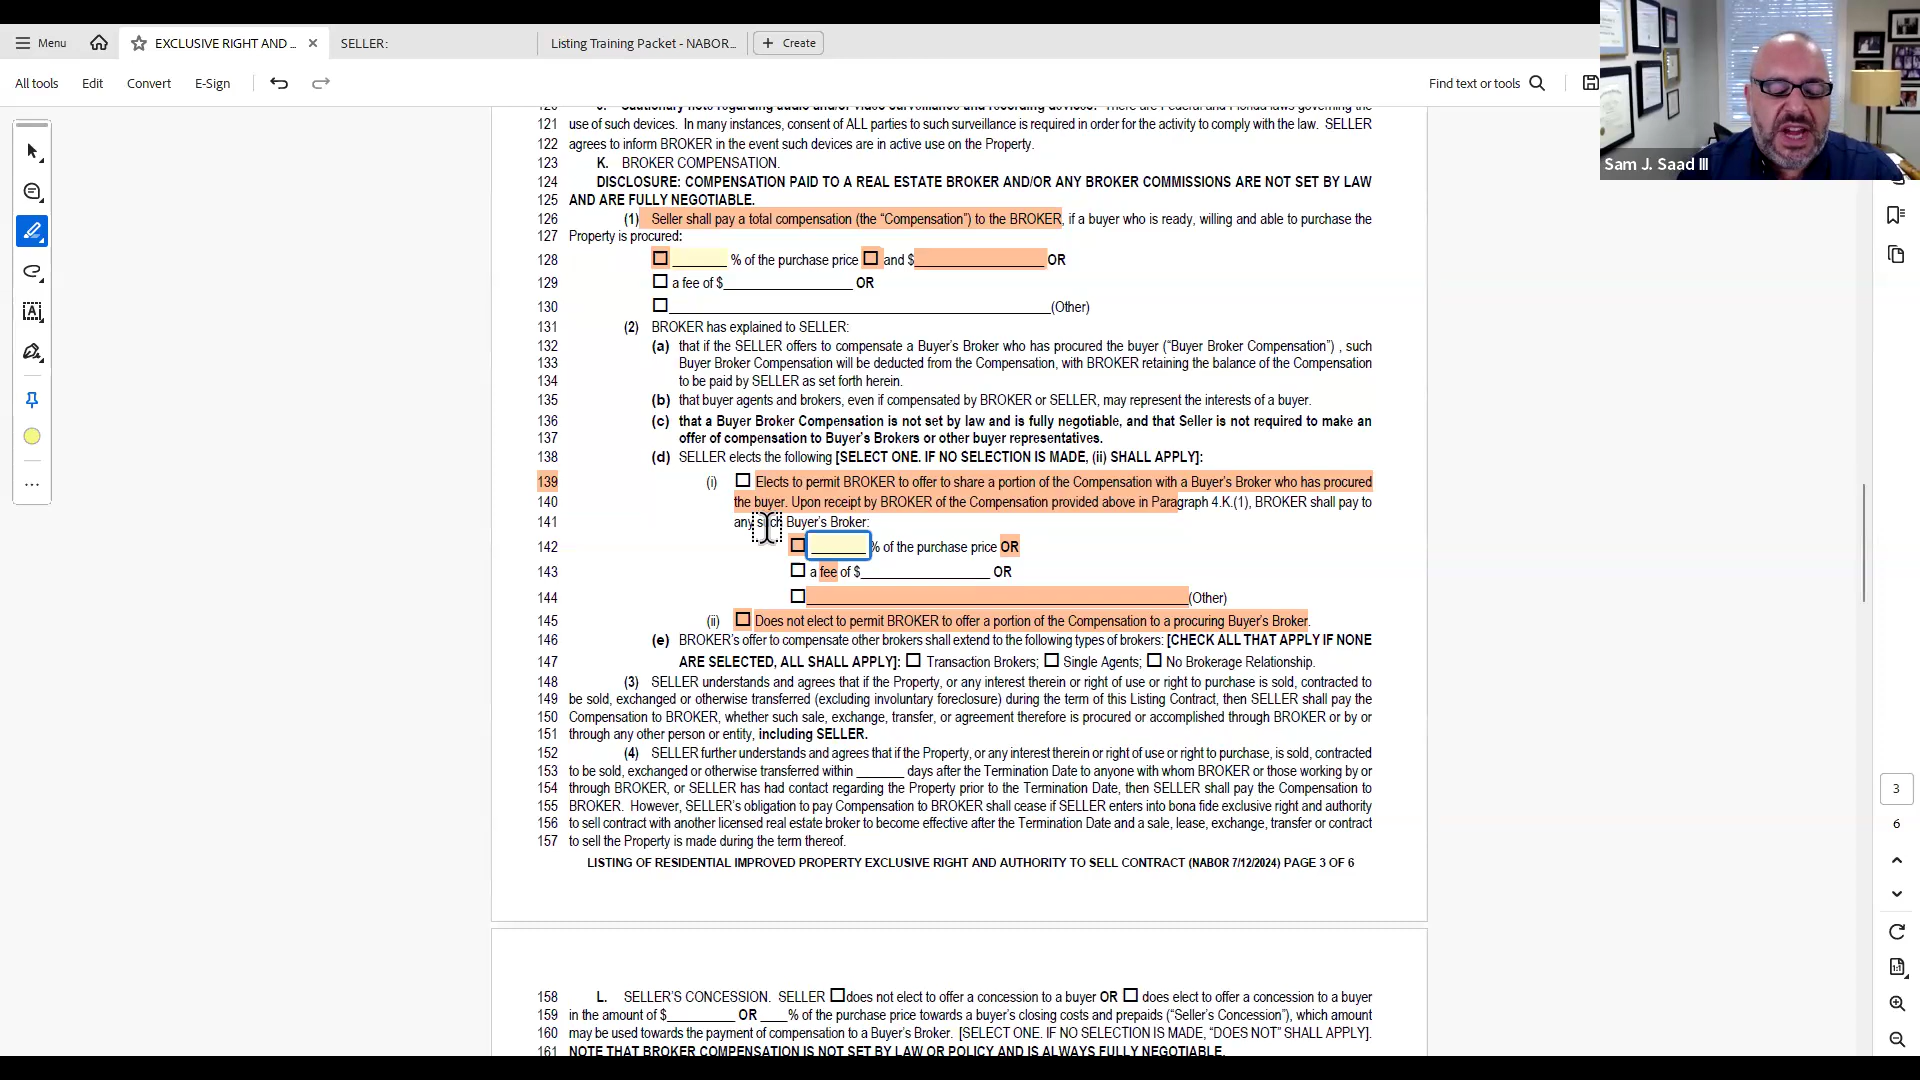 Menu
EXCLUSIVE RIGHT AND ...
SELLER:
Listing Training Packet - NABOR...
Create
All tools
Edit
Convert
E-Sign
Find text or tools
Sam J. Saad III
121 use of such devices. In many instances, consent of ALL parties to such surveillance is required in order for the activity to comply with the law. SELLER
122 agrees to inform BROKER in the event such devices are in active use on the Property.
123 K. BROKER COMPENSATION.
124 DISCLOSURE: COMPENSATION PAID TO A REAL ESTATE BROKER AND/OR ANY BROKER COMMISSIONS ARE NOT SET BY LAW
125 AND ARE FULLY NEGOTIABLE.
126 (1) Seller shall pay a total compensation (the “Compensation”) to the BROKER, if a buyer who is ready, willing and able to purchase the
127 Property is procured:
128 ☐ _______ % of the purchase price ☐ and $__________________ OR
129 ☐ a fee of $__________________ OR
130 ☐ ______________________________________________________(Other)
131 (2) BROKER has explained to SELLER:
132 (a) that if the SELLER offers to compensate a Buyer’s Broker who has procured the buyer (“Buyer Broker Compensation”) , such
133 Buyer Broker Compensation will be deducted from the Compensation, with BROKER retaining the balance of the Compensation
134 to be paid by SELLER as set forth herein.
135 (b) that buyer agents and brokers, even if compensated by BROKER or SELLER, may represent the interests of a buyer.
136 (c) that a Buyer Broker Compensation is not set by law and is fully negotiable, and that Seller is not required to make an
137 offer of compensation to Buyer’s Brokers or other buyer representatives.
138 (d) SELLER elects the following [SELECT ONE. IF NO SELECTION IS MADE, (ii) SHALL APPLY]:
139 (i) ☐ Elects to permit BROKER to offer to share a portion of the Compensation with a Buyer’s Broker who has procured
140 the buyer. Upon receipt by BROKER of the Compensation provided above in Paragraph 4.K.(1), BROKER shall pay to
141 any such Buyer’s Broker:
142 ☐ _______ % of the purchase price OR
143 ☐ a fee of $__________________ OR
144 ☐ ______________________________________________________(Other)
145 (ii) ☐ Does not elect to permit BROKER to offer a portion of the Compensation to a procuring Buyer’s Broker.
146 (e) BROKER’s offer to compensate other brokers shall extend to the following types of brokers: [CHECK ALL THAT APPLY IF NONE
147 ARE SELECTED, ALL SHALL APPLY]: ☐ Transaction Brokers; ☐ Single Agents; ☐ No Brokerage Relationship.
148 (3) SELLER understands and agrees that if the Property, or any interest therein or right of use or right to purchase is sold, contracted to
149 be sold, exchanged or otherwise transferred (excluding involuntary foreclosure) during the term of this Listing Contract, then SELLER shall pay the
150 Compensation to BROKER, whether such sale, exchange, transfer, or agreement therefore is procured or accomplished through BROKER or by or
151 through any other person or entity, including SELLER.
152 (4) SELLER further understands and agrees that if the Property, or any interest therein or right of use or right to purchase, is sold, contracted
153 to be sold, exchanged or otherwise transferred within _______ days after the Termination Date to anyone with whom BROKER or those working by or
154 through BROKER, or SELLER has had contact regarding the Property prior to the Termination Date, then SELLER shall pay the Compensation to
155 BROKER. However, SELLER’s obligation to pay Compensation to BROKER shall cease if SELLER enters into bona fide exclusive right and authority
156 to sell contract with another licensed real estate broker to become effective after the Termination Date and a sale, lease, exchange, transfer or contract
157 to sell the Property is made during the term thereof.
LISTING OF RESIDENTIAL IMPROVED PROPERTY EXCLUSIVE RIGHT AND AUTHORITY TO SELL CONTRACT (NABOR 7/12/2024) PAGE 3 OF 6
3
6
158 L. SELLER’S CONCESSION. SELLER ☐does not elect to offer a concession to a buyer OR ☐ does elect to offer a concession to a buyer
159 in the amount of $__________ OR ____% of the purchase price towards a buyer’s closing costs and prepaids (“Seller’s Concession”), which amount
160 may be used towards the payment of compensation to a Buyer’s Broker. [SELECT ONE. IF NO SELECTION IS MADE, “DOES NOT” SHALL APPLY].
161 NOTE THAT BROKER COMPENSATION IS NOT SET BY LAW OR POLICY AND IS ALWAYS FULLY NEGOTIABLE.